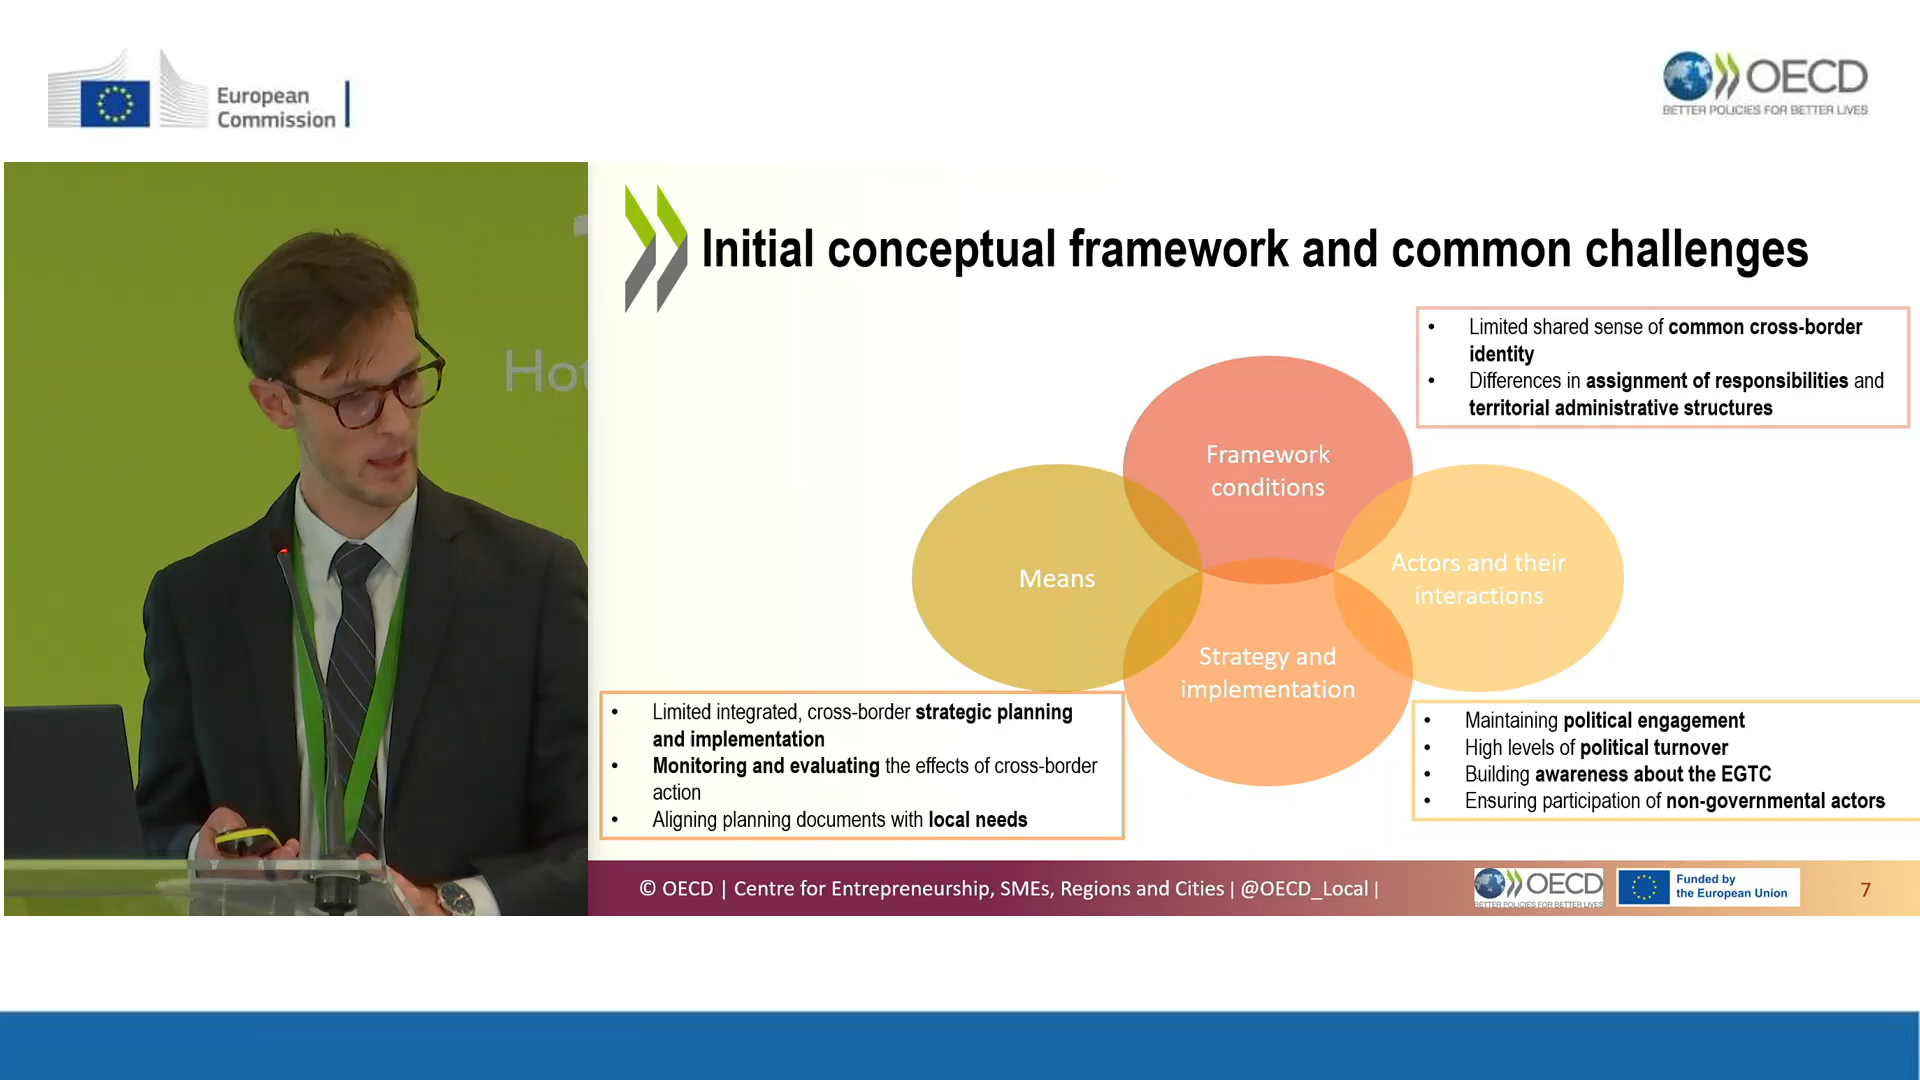 European
Commission
OECD
BETTER POLICIES FOR BETTER LIVES
Hot
Initial conceptual framework and common challenges
• Limited shared sense of common cross-border
identity
• Differences in assignment of responsibilities and
territorial administrative structures
Framework
conditions
Means
Actors and their
interactions
Strategy and
implementation
• Limited integrated, cross-border strategic planning
and implementation
• Monitoring and evaluating the effects of cross-border
action
• Aligning planning documents with local needs
• Maintaining political engagement
• High levels of political turnover
• Building awareness about the EGTC
• Ensuring participation of non-governmental actors
© OECD | Centre for Entrepreneurship, SMEs, Regions and Cities | @OECD_Local |
OECD
BETTER POLICIES FOR BETTER LIVES
Funded by
the European Union
7